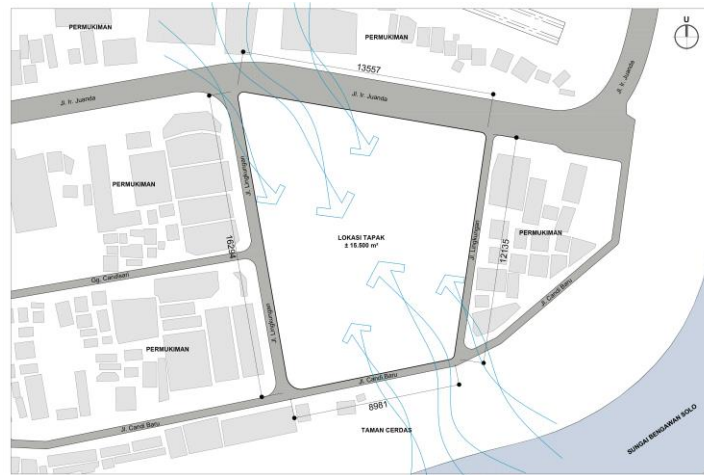 PERMUKIMAN
PERMUKIMAN
U
13557
Jl. Ir. Juanda
Jl. Ir. Juanda
Jl. Ir. Juanda
PERMUKIMAN
Jl. Lingkungan
16294
LOKASI TAPAK
± 15.500 m²
Jl. Lingkungan
12135
PERMUKIMAN
Gg. Candisari
Jl. Candi Baru
Jl. Lingkungan
PERMUKIMAN
Jl. Candi Baru
8981
Jl. Candi Baru
TAMAN CERDAS
SUNGAI BENGAWAN SOLO